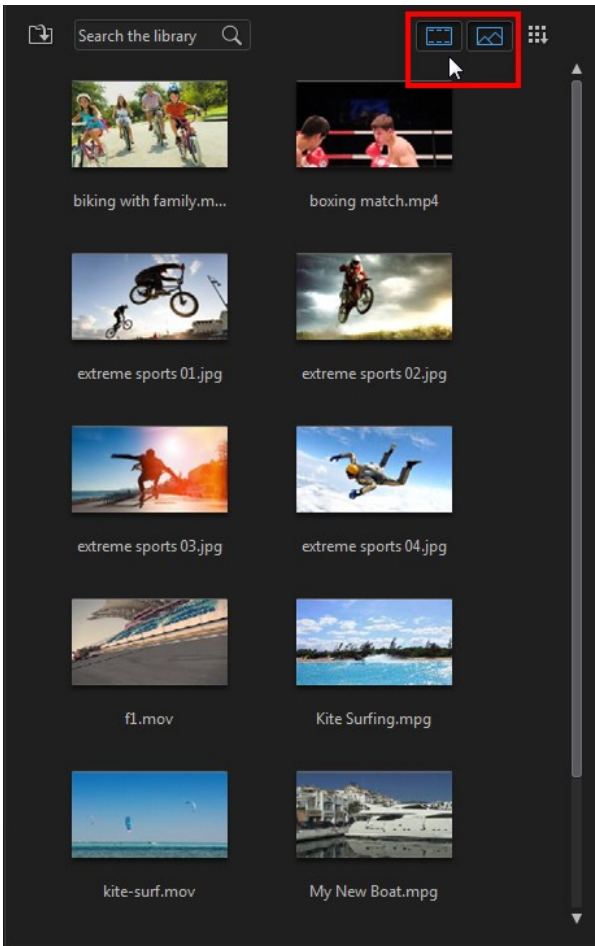 Search the library
biking with family.m...
boxing match.mp4
extreme sports 01.jpg
extreme sports 02.jpg
extreme sports 03.jpg
extreme sports 04.jpg
f1.mov
Kite Surfing.mpg
kite-surf.mov
My New Boat.mpg